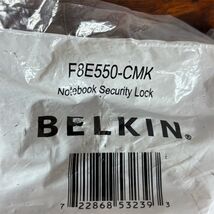 F8E550-CMK
Notebook Security Lock
BELKIN®
7 22868 53239 3